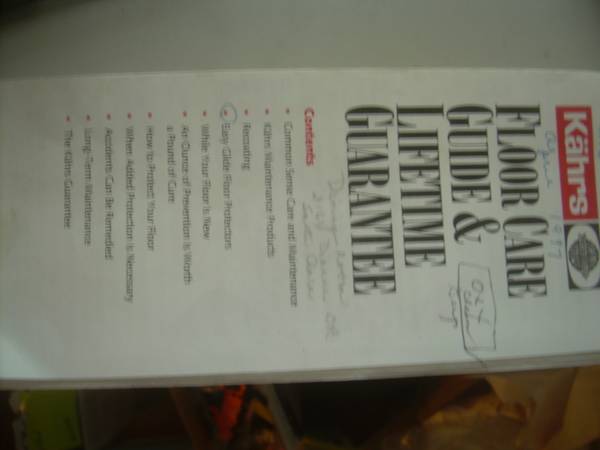 Kährs
FLOOR CARE
GUIDE &
LIFETIME
GUARANTEE
1997
Contents
• Common Sense Care and Maintenance
• Kährs Maintenance Products
• Recoating
• Easy Glide Floor Protectors
• While Your Floor is New
• An Ounce of Prevention is Worth
a Pound of Cure
• How to Protect Your Floor
• When Added Protection is Necessary
• Accidents Can Be Remedied
• Long-Term Maintenance
• The Kährs Guarantee